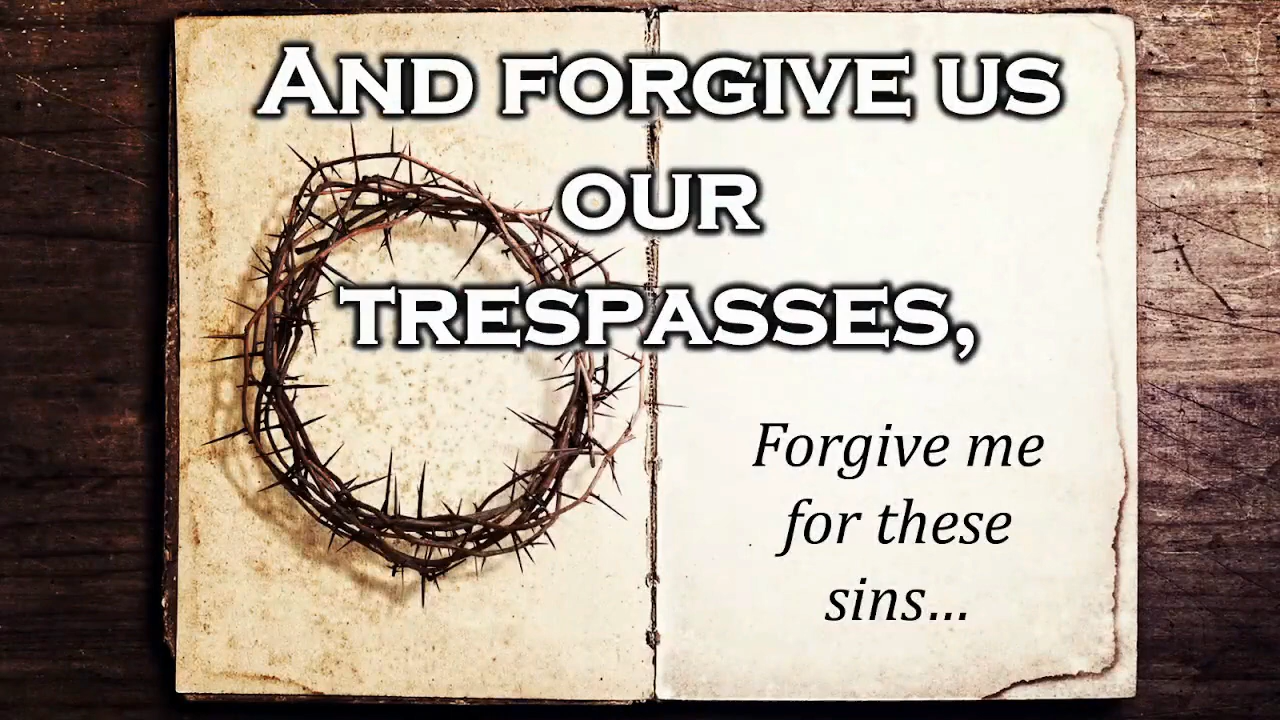 AND FORGIVE US
OUR
TRESPASSES,
Forgive me
for these
sins…